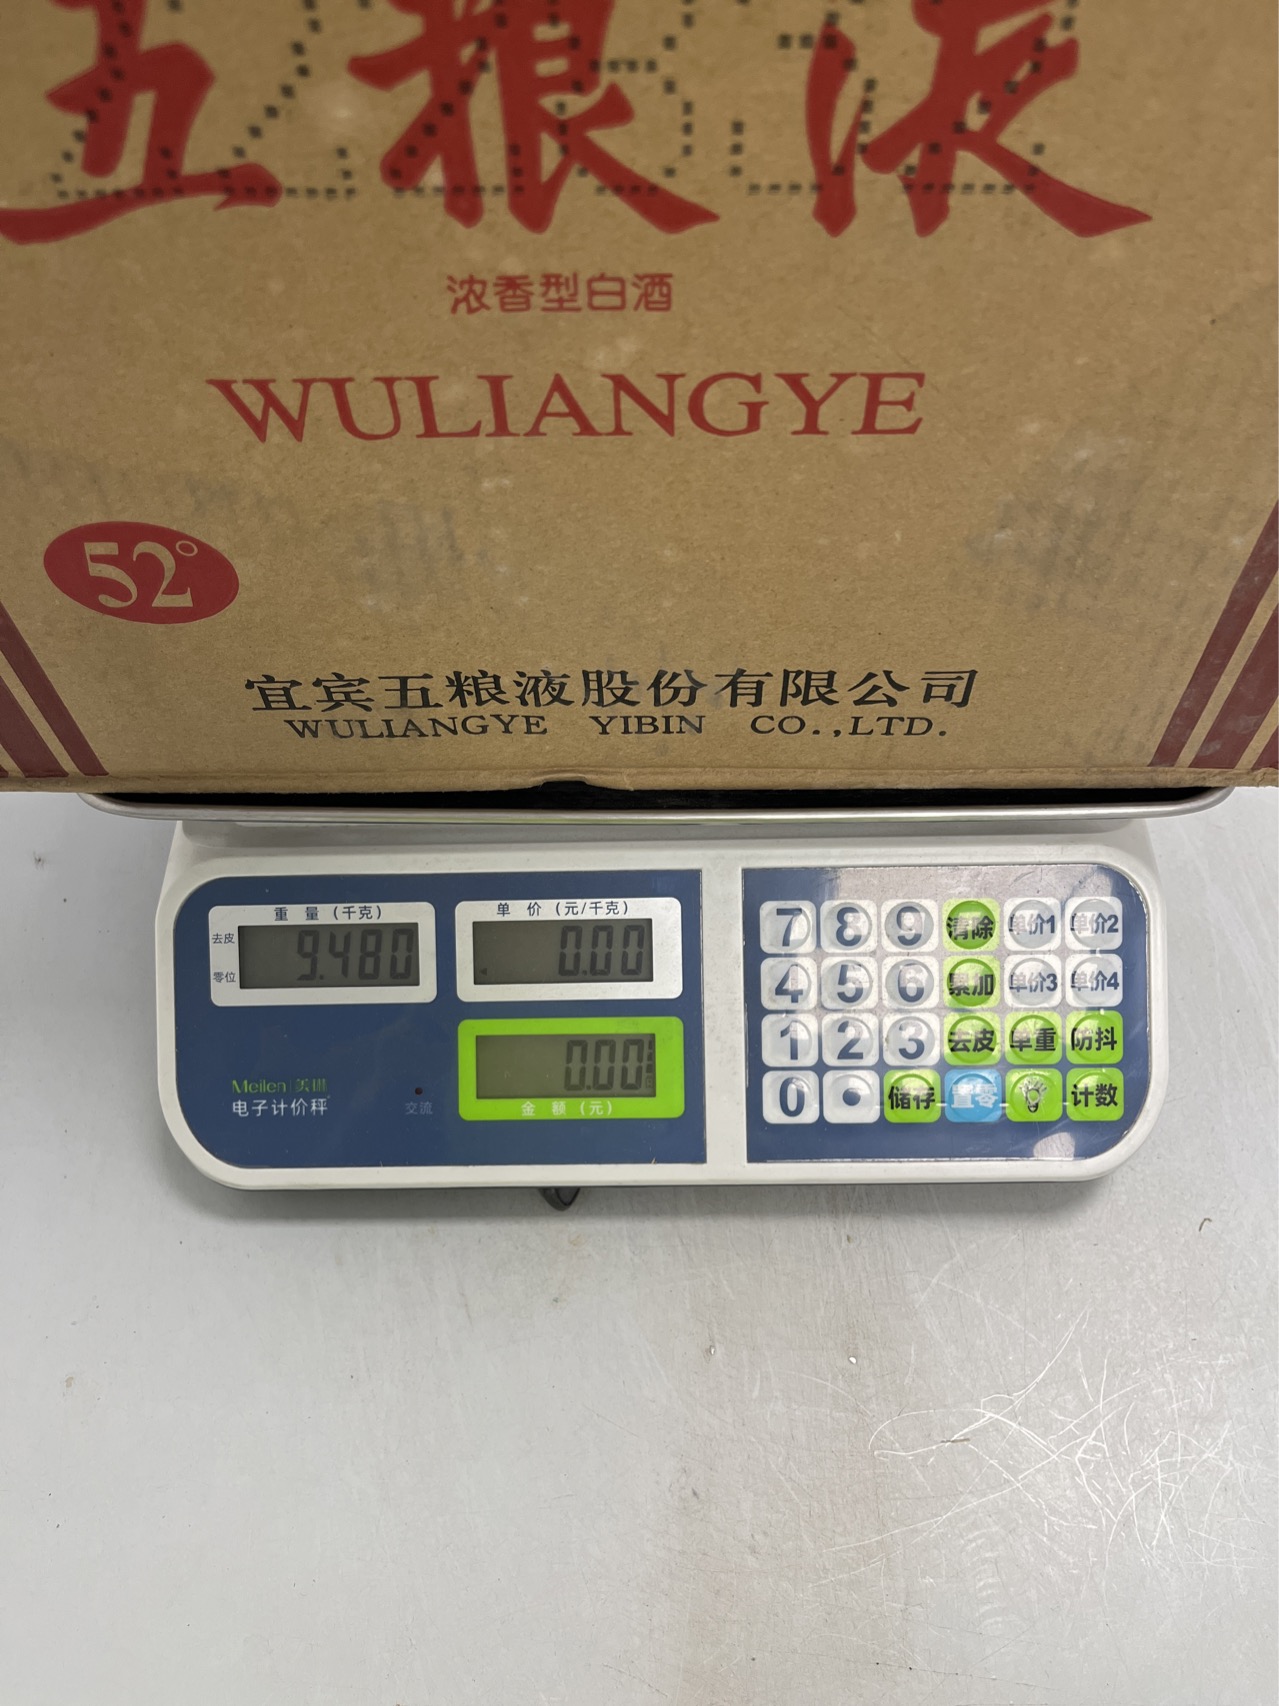 五粮液
浓香型白酒
WULIANGYE
52°
宜宾五粮液股份有限公司
WULIANGYE YIBIN CO.,LTD.
重量(千克)
去皮
零位
9.480
单价(元/千克)
0.00
0.00
金额(元)
Meilen
电子计价秤
交流
7 8 9 清除 单价1 单价2
4 5 6 累加 单价3 单价4
1 2 3 去皮 单重 防抖
0 • 储存 置零 计数